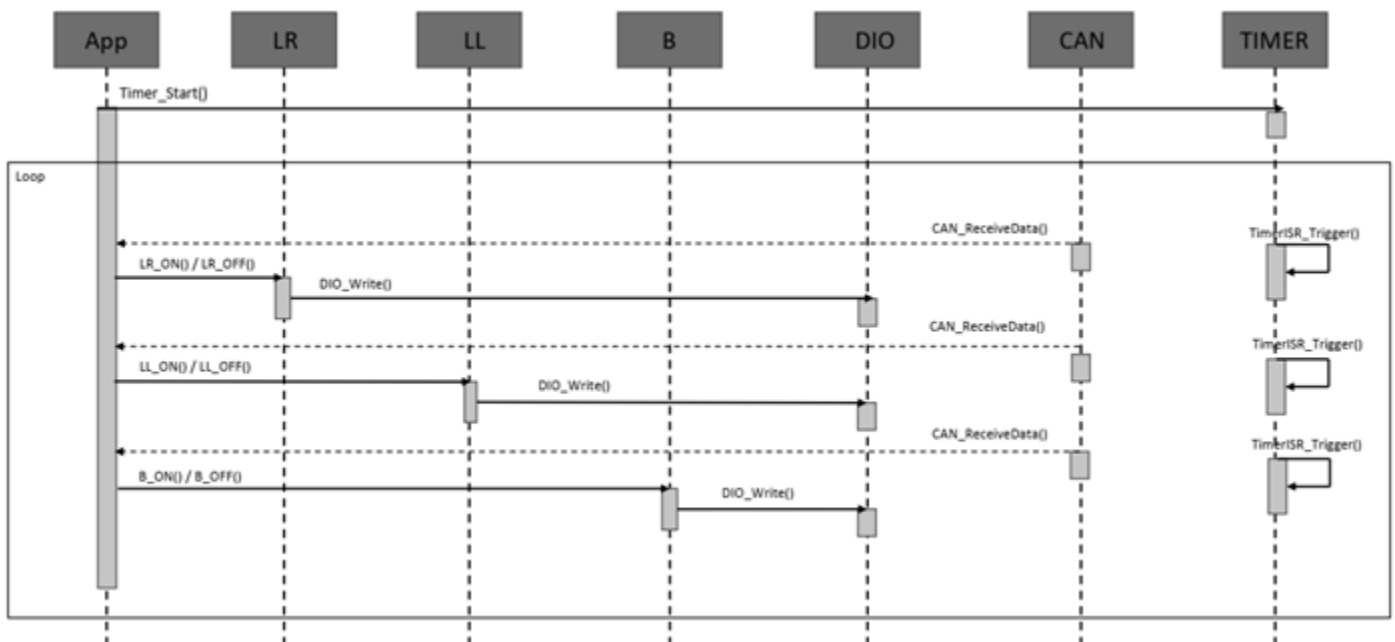 App
LR
LL
B
DIO
CAN
TIMER
Timer_Start()
Loop
CAN_ReceiveData()
TimerISR_Trigger()
LR_ON() / LR_OFF()
DIO_Write()
CAN_ReceiveData()
TimerISR_Trigger()
LL_ON() / LL_OFF()
DIO_Write()
CAN_ReceiveData()
TimerISR_Trigger()
B_ON() / B_OFF()
DIO_Write()